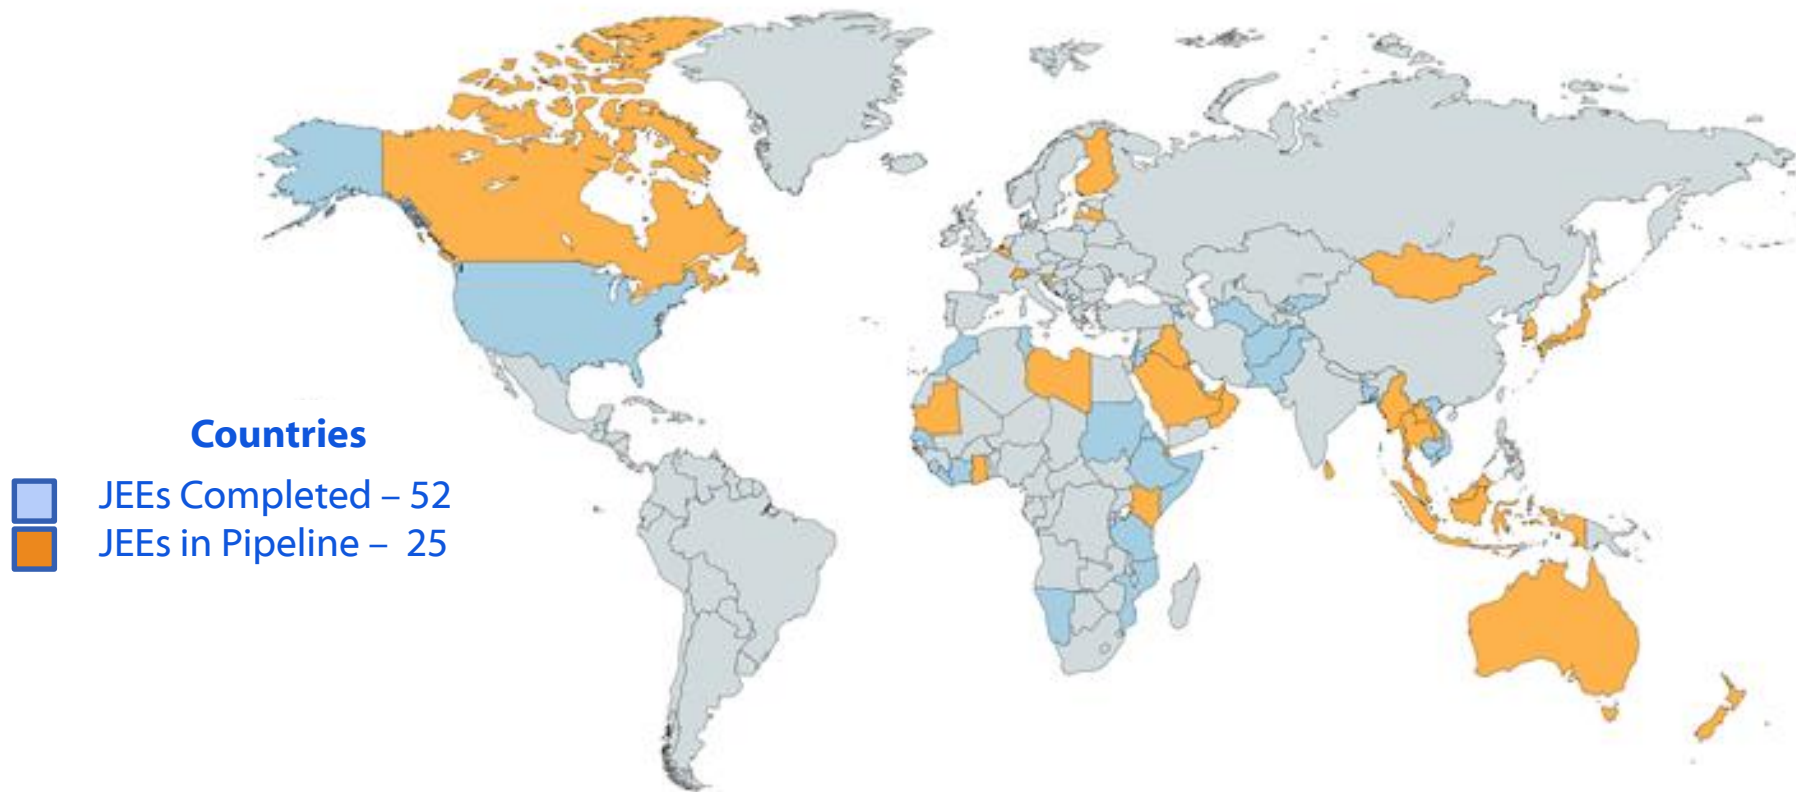 Countries
JEEs Completed – 52
JEEs in Pipeline – 25